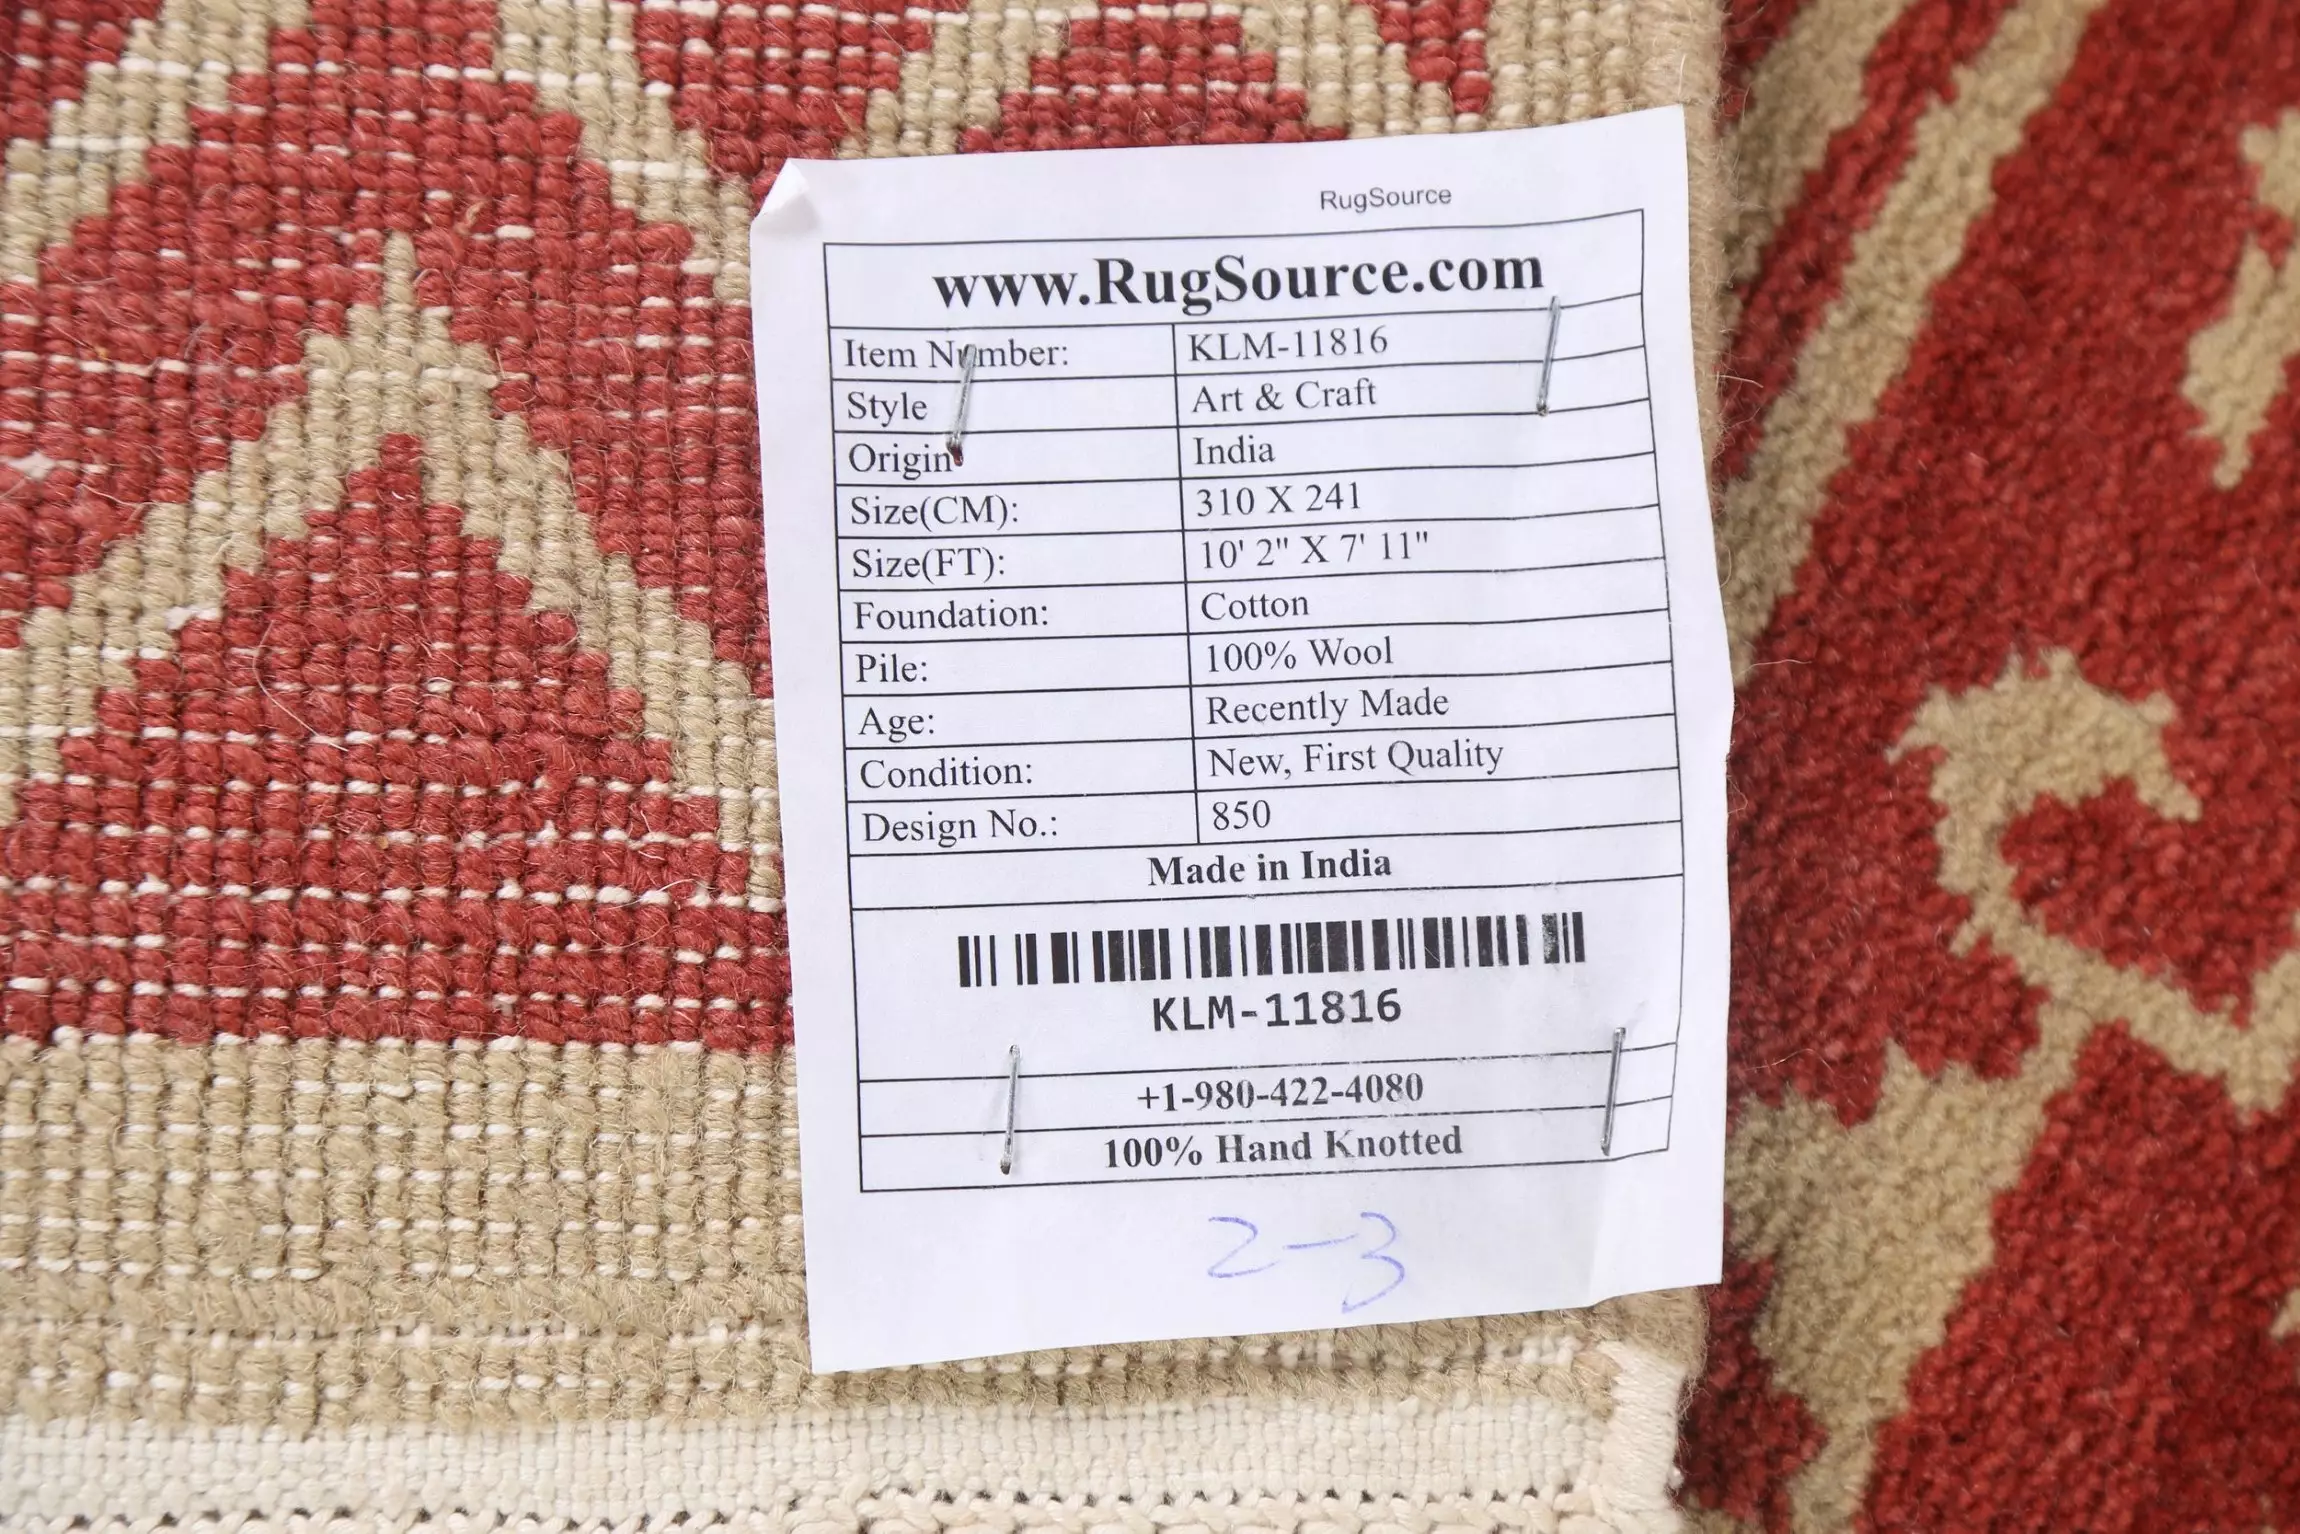 RugSource
www.RugSource.com
Item Number: KLM-11816
Style Art & Craft
Origin India
Size(CM): 310 X 241
Size(FT): 10' 2" X 7' 11"
Foundation: Cotton
Pile: 100% Wool
Age: Recently Made
Condition: New, First Quality
Design No.: 850
Made in India
KLM-11816
+1-980-422-4080
100% Hand Knotted
2-3